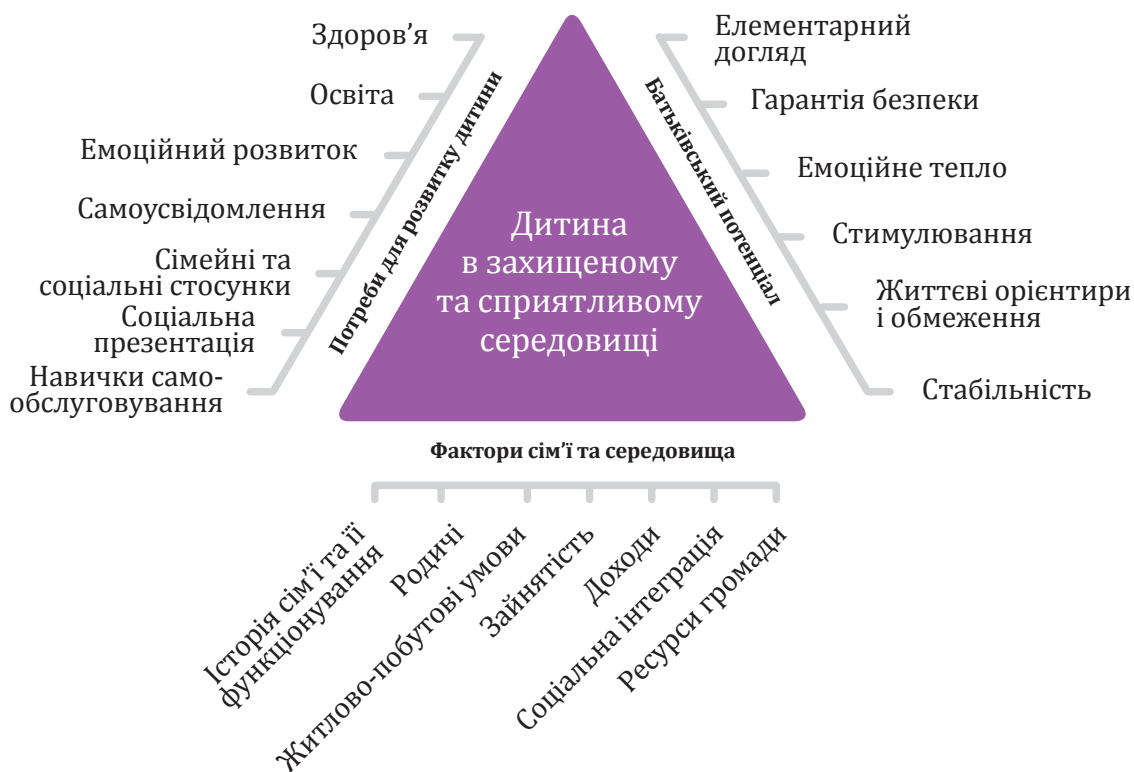 Здоров’я
Освіта
Емоційний розвиток
Самоусвідомлення
Сімейні та
соціальні стосунки
Соціальна
презентація
Навички само-
обслуговування
Потреби для розвитку дитини
Дитина
в захищеному
та сприятливому
середовищі
Батьківський потенціал
Елементарний
догляд
Гарантія безпеки
Емоційне тепло
Стимулювання
Життєві орієнтири
і обмеження
Стабільність
Фактори сім’ї та середовища
Історія сім’ї та її
функціонування
Родичі
Житлово-побутові умови
Зайнятість
Доходи
Соціальна інтеграція
Ресурси громади